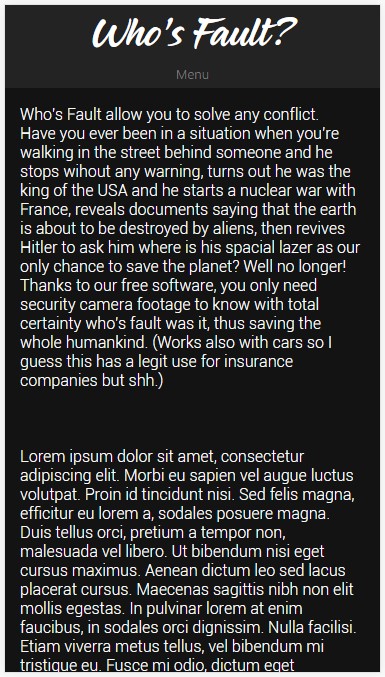 Who's Fault?
Menu
Who's Fault allow you to solve any conflict.
Have you ever been in a situation when you're
walking in the street behind someone and he
stops wihout any warning, turns out he was the
king of the USA and he starts a nuclear war with
France, reveals documents saying that the earth
is about to be destroyed by aliens, then revives
Hitler to ask him where is his spacial lazer as our
only chance to save the planet? Well no longer!
Thanks to our free software, you only need
security camera footage to know with total
certainty who's fault was it, thus saving the
whole humankind. (Works also with cars so I
guess this has a legit use for insurance
companies but shh.)
Lorem ipsum dolor sit amet, consectetur
adipiscing elit. Morbi eu sapien vel augue luctus
volutpat. Proin id tincidunt nisi. Sed felis magna,
efficitur eu lorem a, sodales posuere magna.
Duis tellus orci, pretium a tempor non,
malesuada vel libero. Ut bibendum nisi eget
cursus maximus. Aenean dictum leo sed lacus
placerat cursus. Maecenas sagittis nibh non elit
mollis egestas. In pulvinar lorem at enim
faucibus, in sodales orci dignissim. Nulla facilisi.
Etiam viverra metus tellus, vel bibendum mi
tristique eu. Fusce mi odio, dictum eget